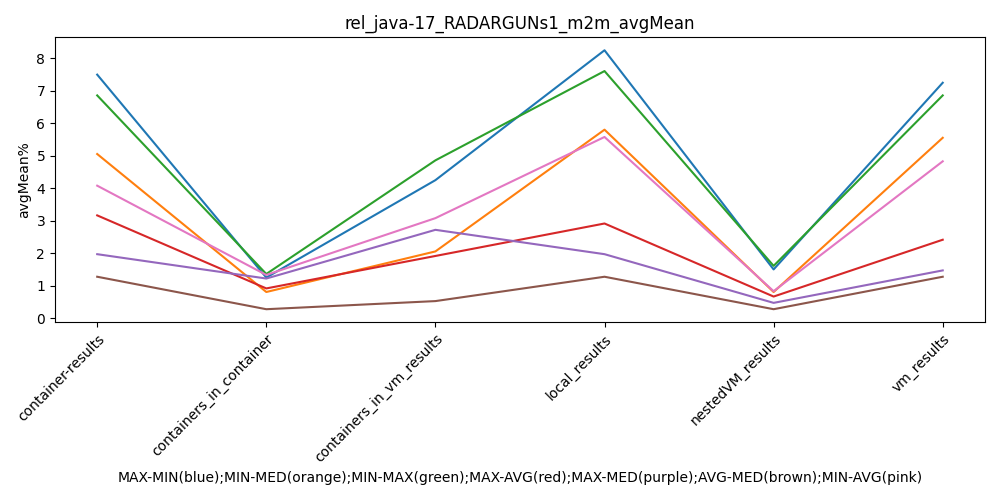 rel_java-17_RADARGUNs1_m2m_avgMean
avgMean%
8
7
6
5
4
3
2
1
0
container-results
containers_in_container
containers_in_vm_results
local_results
nestedVM_results
vm_results
MAX-MIN(blue);MIN-MED(orange);MIN-MAX(green);MAX-AVG(red);MAX-MED(purple);AVG-MED(brown);MIN-AVG(pink)